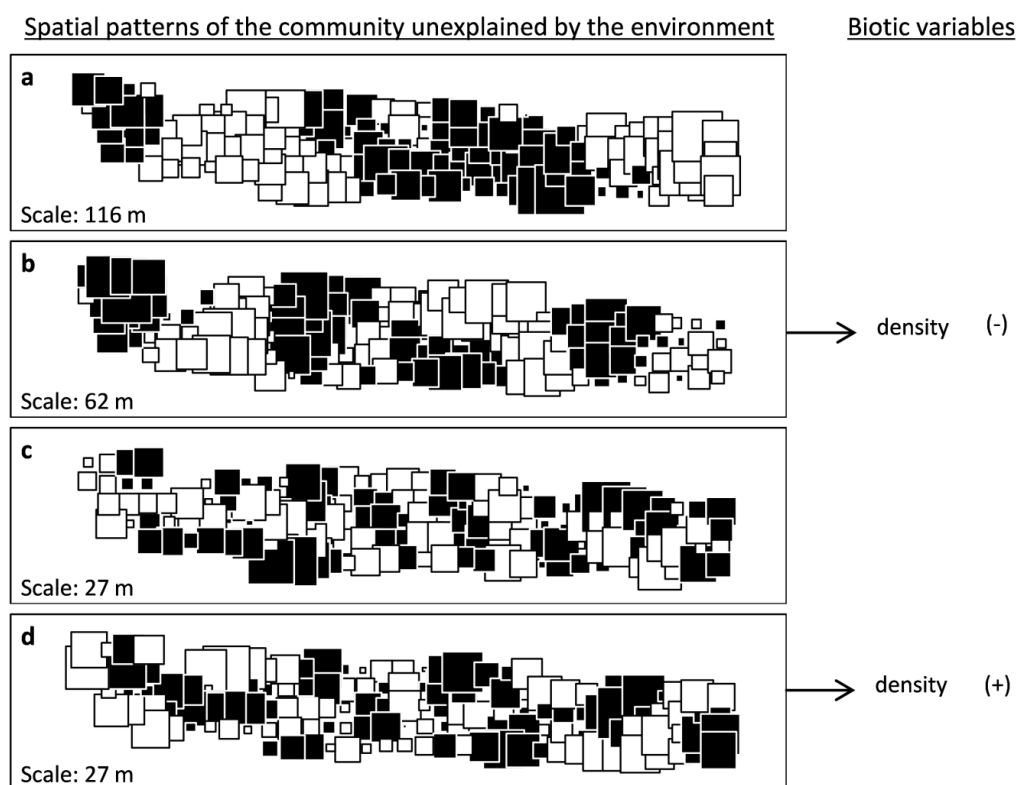 Spatial patterns of the community unexplained by the environment Biotic variables
a
Scale: 116 m
b
density (-)
Scale: 62 m
c
Scale: 27 m
d
density (+)
Scale: 27 m